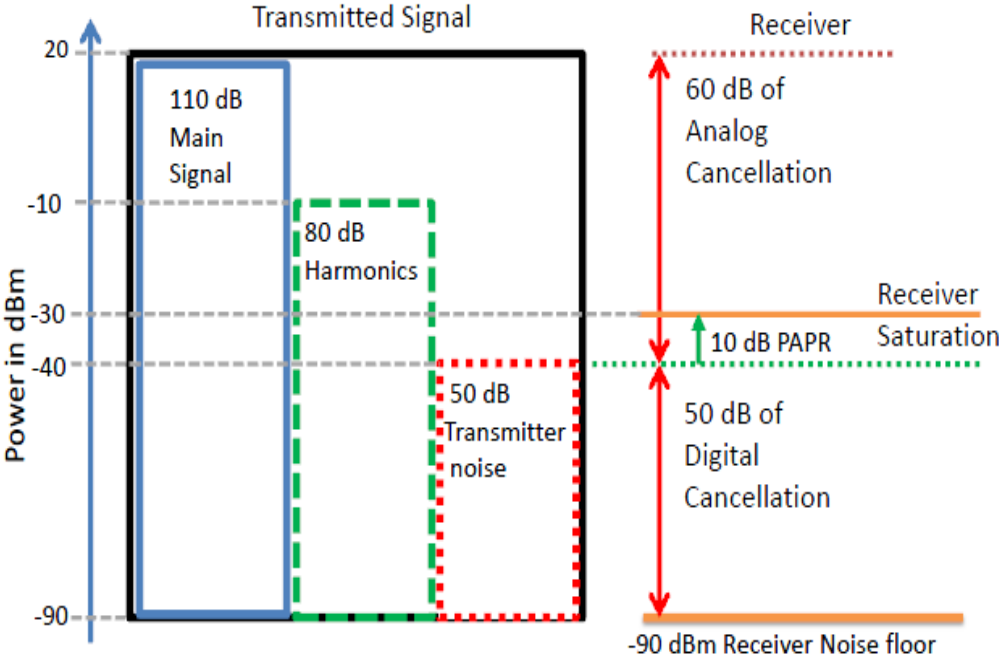 Transmitted Signal
Receiver
20
110 dB
Main
Signal
60 dB of
Analog
Cancellation
-10
80 dB
Harmonics
Power in dBm
-30
Receiver
Saturation
10 dB PAPR
-40
50 dB
Transmitter
noise
50 dB of
Digital
Cancellation
-90
-90 dBm Receiver Noise floor